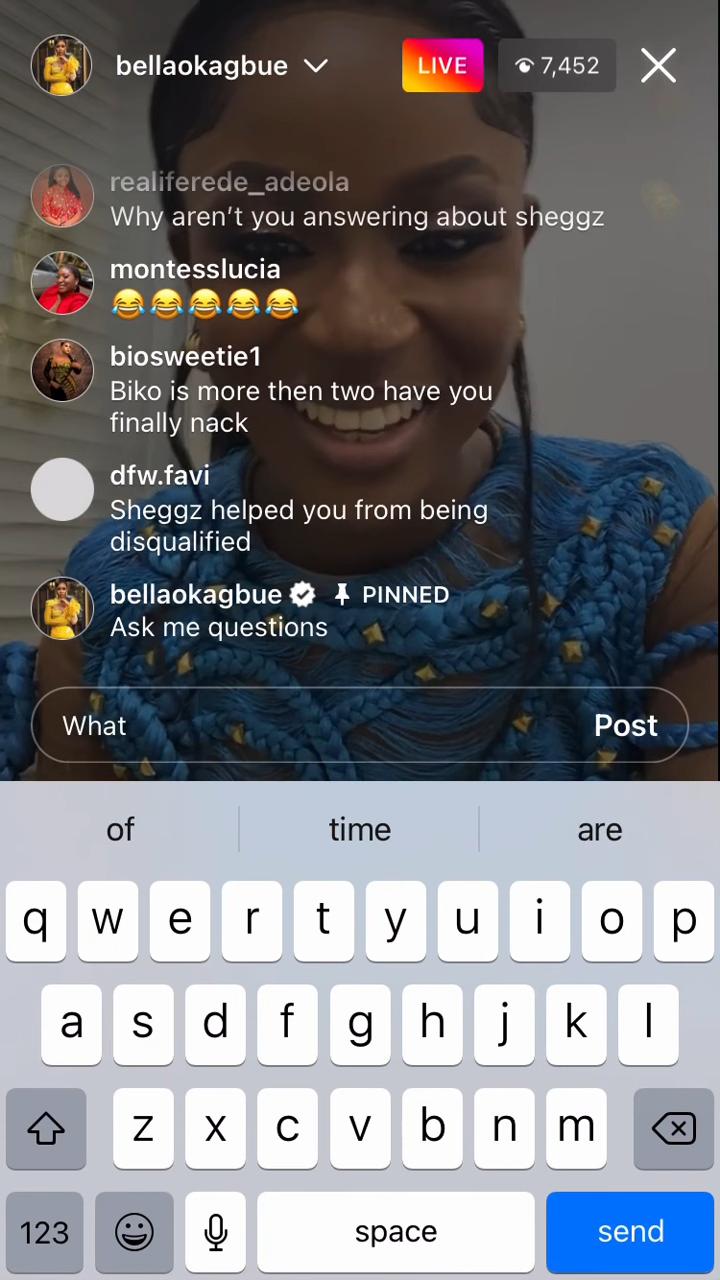 bellaokagbue LIVE 7,452
realiferede_adeola
Why aren’t you answering about sheggz
montesslucia
😂😂😂😂😂
biosweetie1
Biko is more then two have you
finally nack
dfw.favi
Sheggz helped you from being
disqualified
bellaokagbue PINNED
Ask me questions
What Post
of time are
q w e r t y u i o p
a s d f g h j k l
z x c v b n m
123 space send